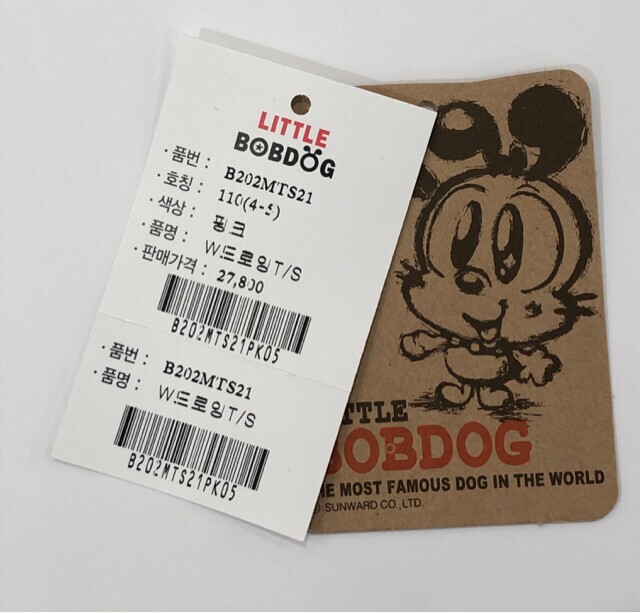 LITTLE
BOBDOG
· 품번 : B202MTS21
· 호칭 : 110(4-5)
· 색상 : 핑크
· 품명 : W드로잉T/S
· 판매가격 : 27,800
B202MTS21PK05
· 품번 : B202MTS21
· 품명 : W드로잉T/S
B202MTS21PK05
TTLE
BOBDOG
HE MOST FAMOUS DOG IN THE WORLD
© SUNWARD CO., LTD.